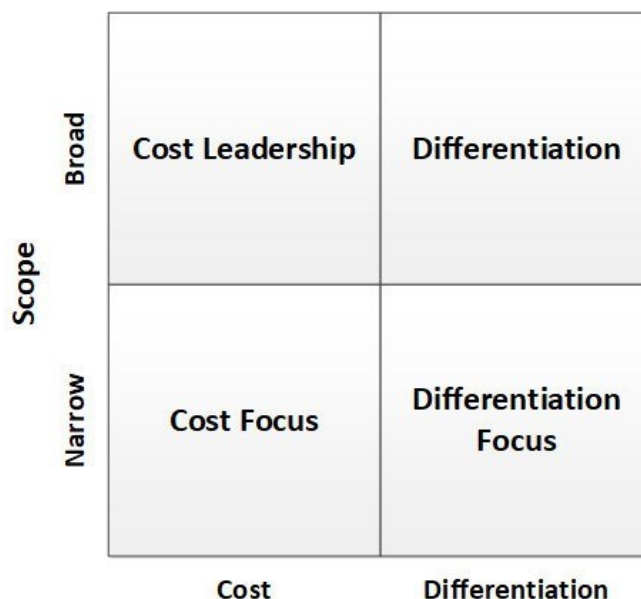 Scope
Broad
Cost Leadership
Differentiation
Narrow
Cost Focus
Differentiation
Focus
Cost
Differentiation